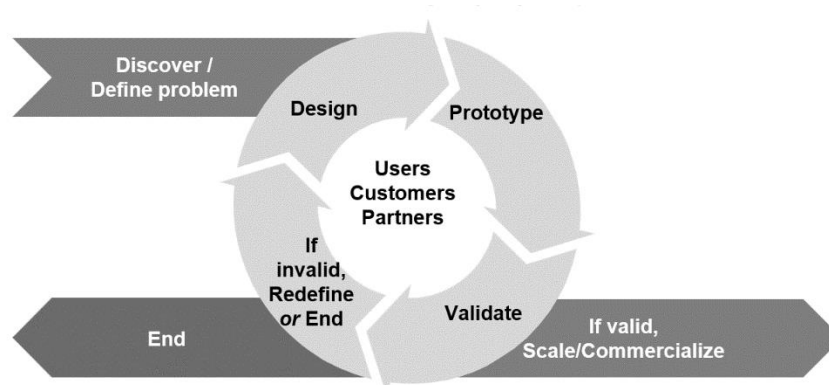 Discover /
Define problem
Design
Prototype
Users
Customers
Partners
If
invalid,
Redefine
or End
Validate
End
If valid,
Scale/Commercialize